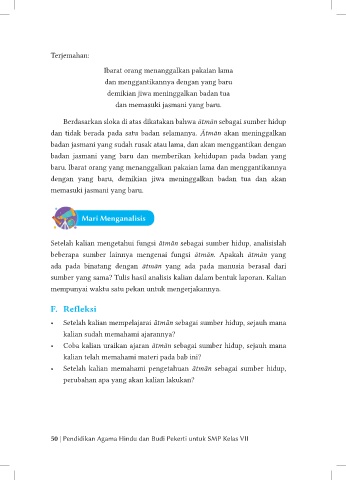 Terjemahan:
Ibarat orang menanggalkan pakaian lama
dan menggantikannya dengan yang baru
demikian jiwa meninggalkan badan tua
dan memasuki jasmani yang baru.
Berdasarkan sloka di atas dikatakan bahwa ātmān sebagai sumber hidup
dan tidak berada pada satu badan selamanya. Ātmān akan meninggalkan
badan jasmani yang sudah rusak atau lama, dan akan menggantikan dengan
badan jasmani yang baru dan memberikan kehidupan pada badan yang
baru. Ibarat orang yang menanggalkan pakaian lama dan menggantikannya
dengan yang baru, demikian jiwa meninggalkan badan tua dan akan
memasuki jasmani yang baru.
Mari Menganalisis
Setelah kalian mengetahui fungsi ātmān sebagai sumber hidup, analisislah
beberapa sumber lainnya mengenai fungsi ātmān. Apakah ātmān yang
ada pada binatang dengan ātmān yang ada pada manusia berasal dari
sumber yang sama? Tulis hasil analisis kalian dalam bentuk laporan. Kalian
mempunyai waktu satu pekan untuk mengerjakannya.
F. Refleksi
• Setelah kalian mempelajarai ātmān sebagai sumber hidup, sejauh mana
kalian sudah memahami ajarannya?
• Coba kalian uraikan ajaran ātmān sebagai sumber hidup, sejauh mana
kalian telah memahami materi pada bab ini?
• Setelah kalian memahami pengetahuan ātmān sebagai sumber hidup,
perubahan apa yang akan kalian lakukan?
50 | Pendidikan Agama Hindu dan Budi Pekerti untuk SMP Kelas VII